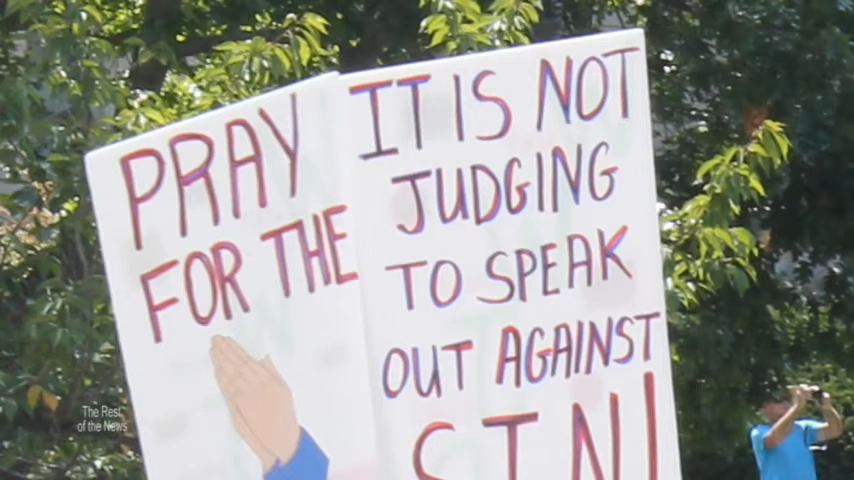 PRAY
FOR THE
IT IS NOT
JUDGING
TO SPEAK
OUT AGAINST
SIN!
The Rest
of the News